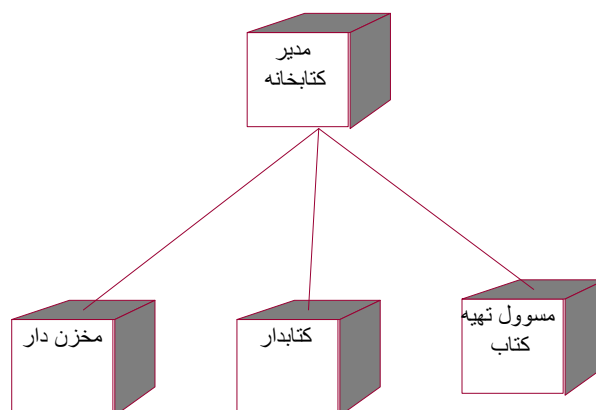 مدیر
کتابخانه
مسوول تهیه
کتاب
کتابدار
مخزن دار